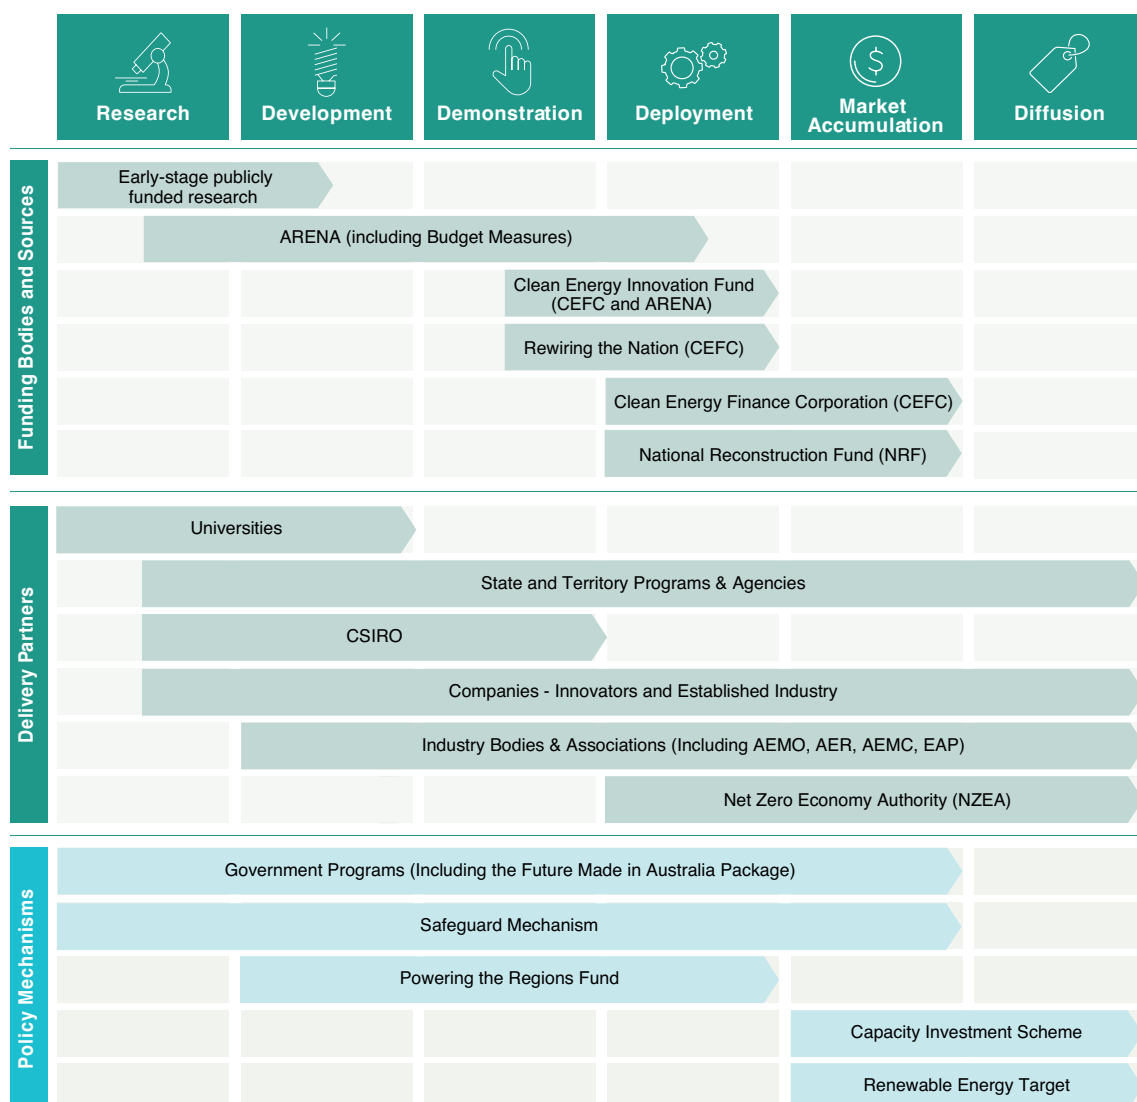 Research
Development
Demonstration
Deployment
Market
Accumulation
Diffusion
Funding Bodies and Sources
Early-stage publicly
funded research
ARENA (including Budget Measures)
Clean Energy Innovation Fund
(CEFC and ARENA)
Rewiring the Nation (CEFC)
Clean Energy Finance Corporation (CEFC)
National Reconstruction Fund (NRF)
Delivery Partners
Universities
State and Territory Programs & Agencies
CSIRO
Companies - Innovators and Established Industry
Industry Bodies & Associations (Including AEMO, AER, AEMC, EAP)
Net Zero Economy Authority (NZEA)
Policy Mechanisms
Government Programs (Including the Future Made in Australia Package)
Safeguard Mechanism
Powering the Regions Fund
Capacity Investment Scheme
Renewable Energy Target